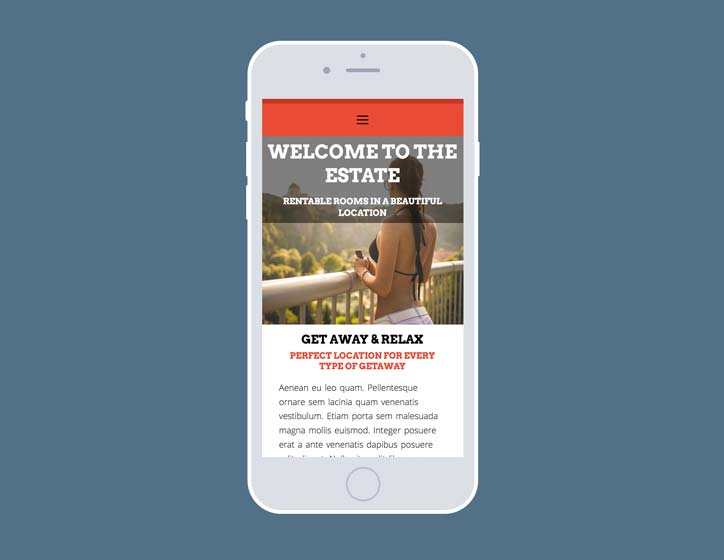 WELCOME TO THE
ESTATE
RENTABLE ROOMS IN A BEAUTIFUL
LOCATION
GET AWAY & RELAX
PERFECT LOCATION FOR EVERY
TYPE OF GETAWAY
Aenean eu leo quam. Pellentesque
ornare sem lacinia quam venenatis
vestibulum. Etiam porta sem malesuada
magna mollis euismod. Integer posuere
erat a ante venenatis dapibus posuere